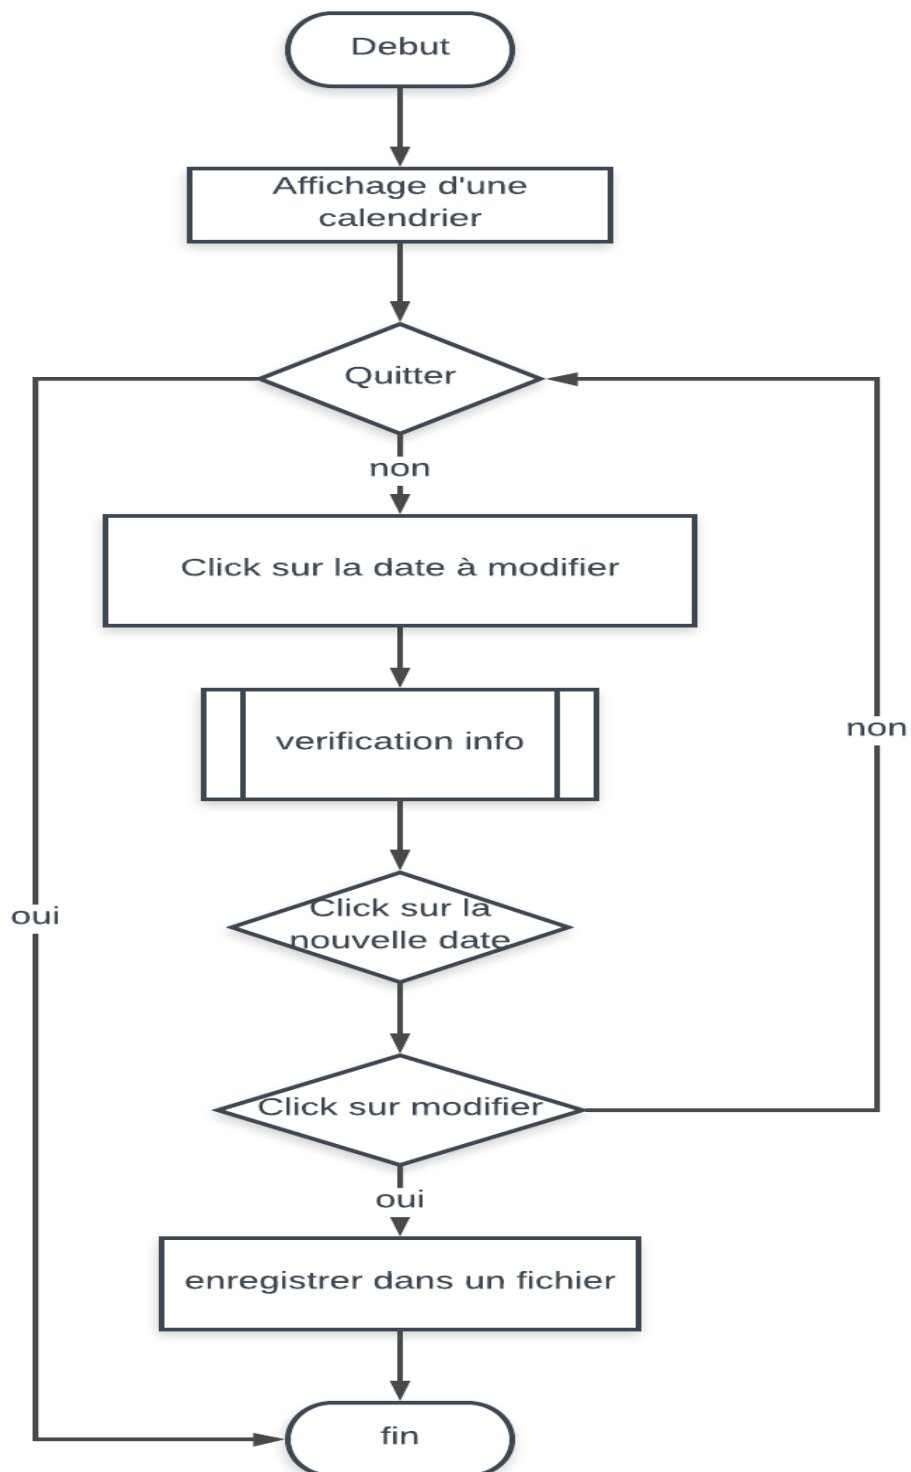 Debut
Affichage d'une
calendrier
Quitter
non
Click sur la date à modifier
verification info
non
Click sur la
nouvelle date
oui
Click sur modifier
oui
enregistrer dans un fichier
fin